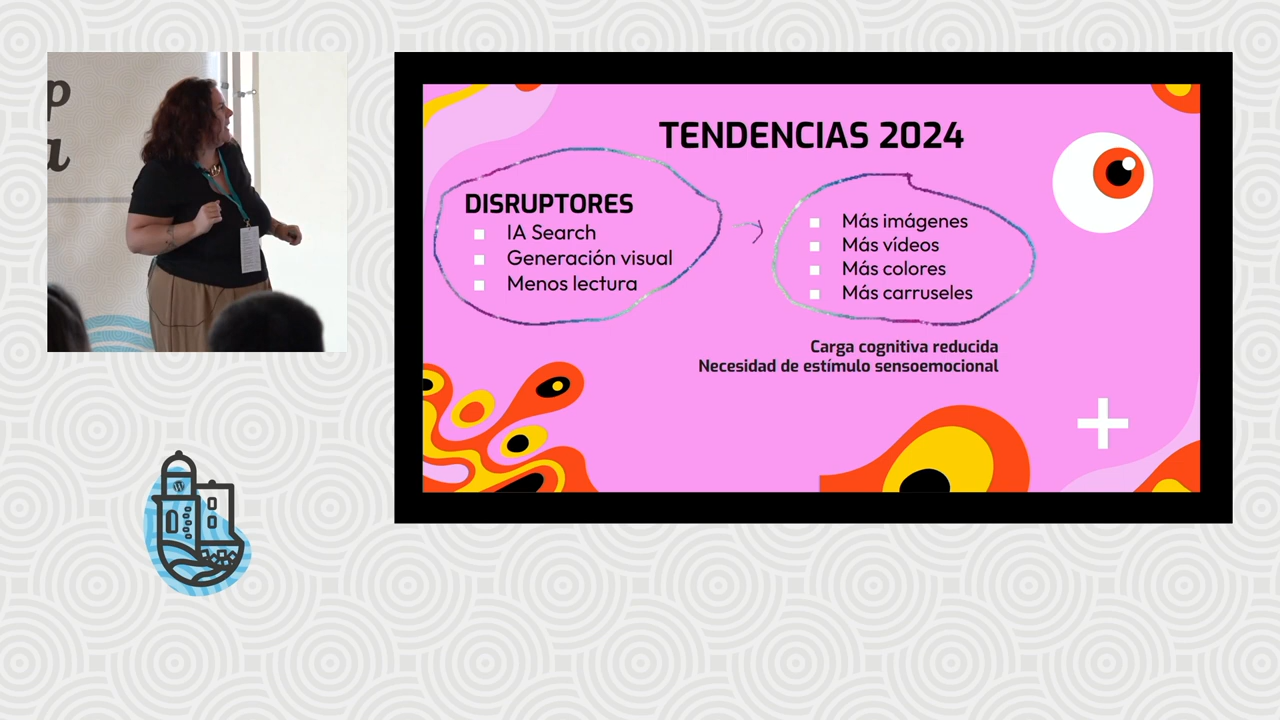 p
a
TENDENCIAS 2024
DISRUPTORES
IA Search
Generación visual
Menos lectura
Más imágenes
Más vídeos
Más colores
Más carruseles
Carga cognitiva reducida
Necesidad de estímulo sensoemocional